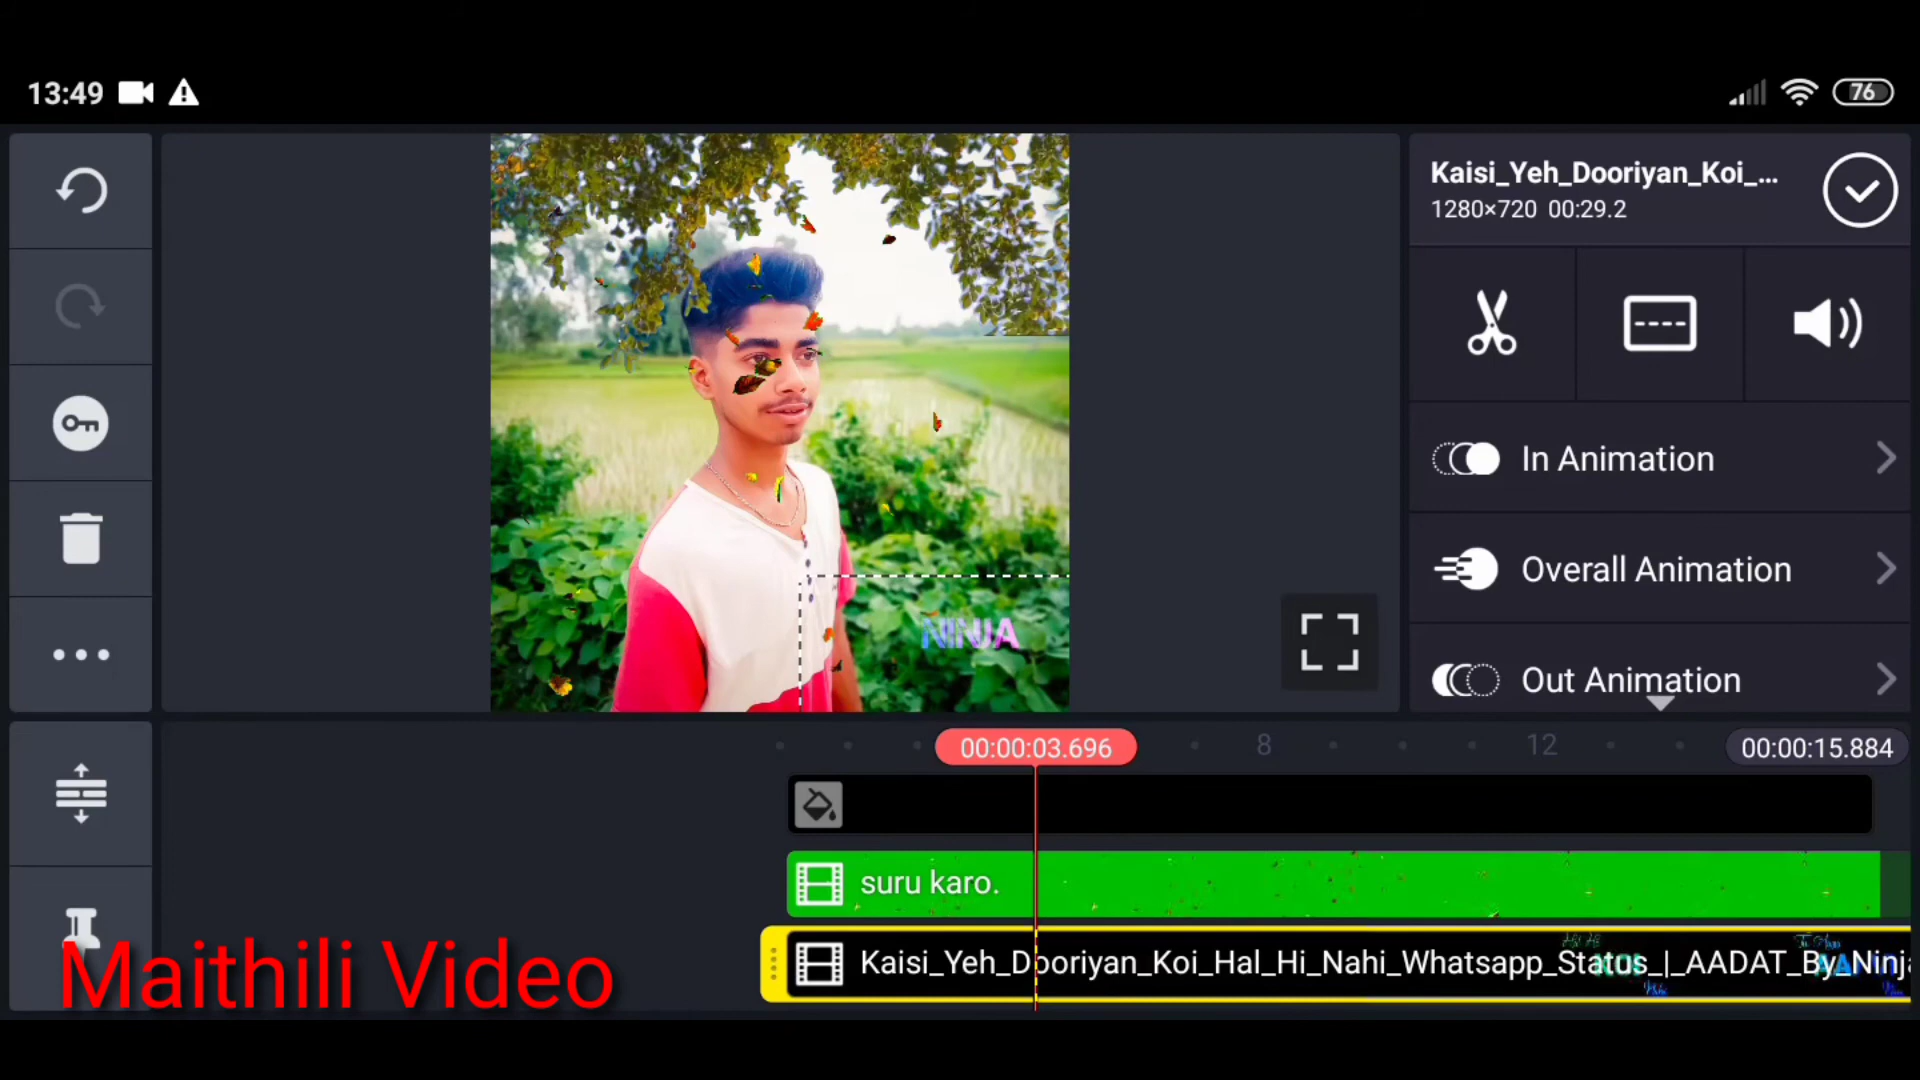 13:49
76
Kaisi_Yeh_Dooriyan_Koi_...
1280×720 00:29.2
In Animation
Overall Animation
Out Animation
NINJA
00:00:03.696
8
12
00:00:15.884
suru karo.
Kaisi_Yeh_Dooriyan_Koi_Hal_Hi_Nahi_Whatsapp_Status_|_AADAT_By_Ninja
Maithili Video